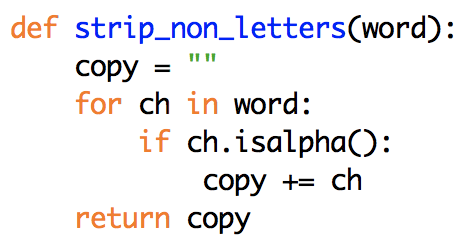 def strip_non_letters(word):
    copy = ""
    for ch in word:
        if ch.isalpha():
            copy += ch
    return copy